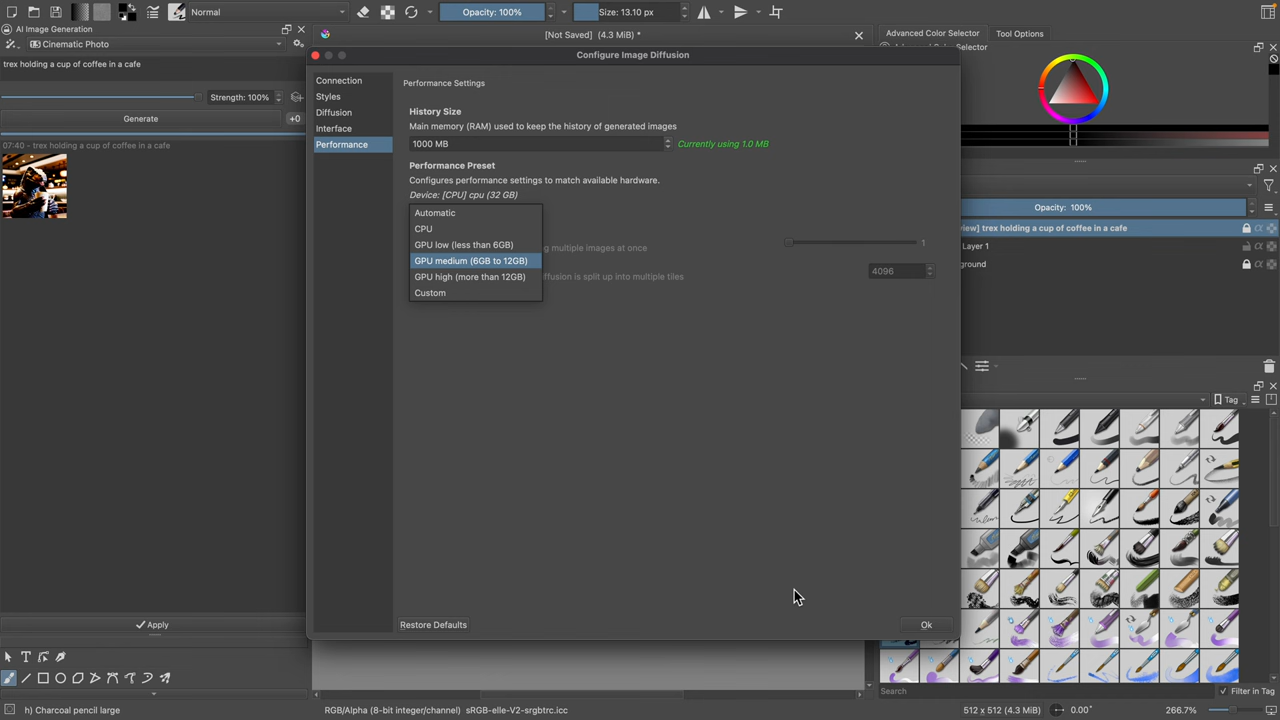 Normal
Opacity: 100%
Size: 13.10 px
AI Image Generation
Cinematic Photo
trex holding a cup of coffee in a cafe
Strength: 100%
Generate
+0
07:40 - trex holding a cup of coffee in a cafe
Apply
[Not Saved] (4.3 MiB) *
Configure Image Diffusion
Connection
Styles
Diffusion
Interface
Performance
Performance Settings
History Size
Main memory (RAM) used to keep the history of generated images
1000 MB
Currently using 1.0 MB
Performance Preset
Configures performance settings to match available hardware.
Device: [CPU] cpu (32 GB)
Automatic
CPU
GPU low (less than 6GB)
GPU medium (6GB to 12GB)
GPU high (more than 12GB)
Custom
g multiple images at once
1
ffusion is split up into multiple tiles
4096
Restore Defaults
Ok
Advanced Color Selector
Tool Options
dvanced Color Selector
Opacity: 100%
iew] trex holding a cup of coffee in a cafe
Layer 1
ground
Tag
Search
Filter in Tag
h) Charcoal pencil large
RGB/Alpha (8-bit integer/channel) sRGB-elle-V2-srgbtrc.icc
512 x 512 (4.3 MiB)
0.00°
266.7%